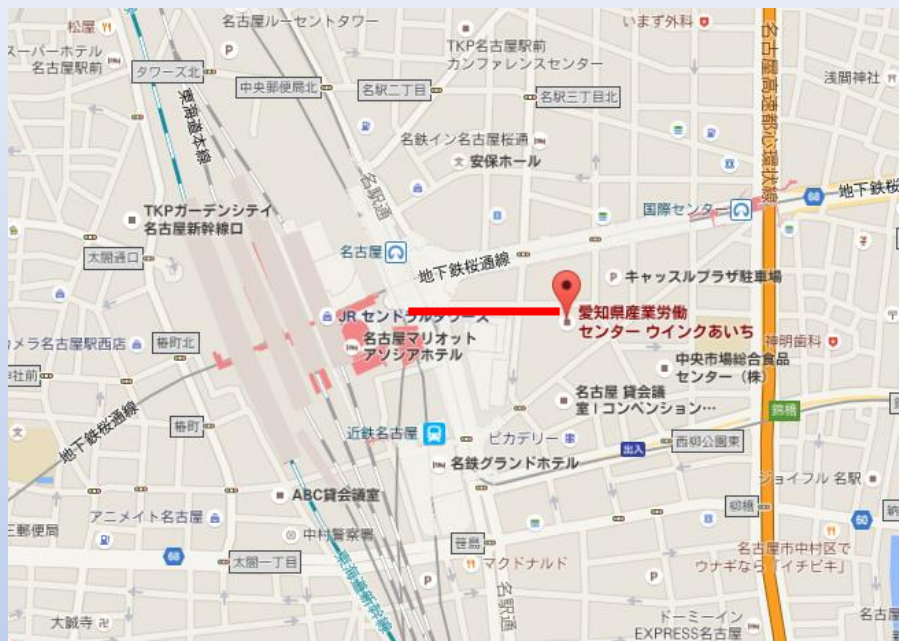 松屋
名古屋ルーセントタワー
いまず外科
スーパーホテル
名古屋駅前
TKP名古屋駅前
カンファレンスセンター
タワーズ北
中央郵便局北
名駅二丁目
名駅三丁目北
浅間神社
東海道本線
名古屋高速都心環状線
名鉄イン名古屋桜通
安保ホール
名駅通
地下鉄桜
68
国際センター
TKPガーデンシティ
名古屋新幹線口
太閤通口
名古屋
地下鉄桜通線
キャッスルプラザ駐車場
JR セントラルタワーズ
愛知県産業労働
センター ウインクあいち
カメラ名古屋駅西店
椿町北
名古屋マリオット
アソシアホテル
神明歯科
中央市場総合食品
センター（株）
神社前
名古屋 貸会議
室 | コンベンション…
錦橋
椿町
地下鉄桜通線
近鉄名古屋
ピカデリー
出入
西柳公園東
名鉄グランドホテル
ジョイフル 名駅
ABC貸会議室
柳橋
納
アニメイト名古屋
60
三郵便局
中村警察署
笹島
68
太閤一丁目
マクドナルド
名古屋市中村区で
ウナギなら「イチビキ」
東海道新幹線
名駅通
大誠寺
ドーミーイン
EXPRESS名古屋
名古屋